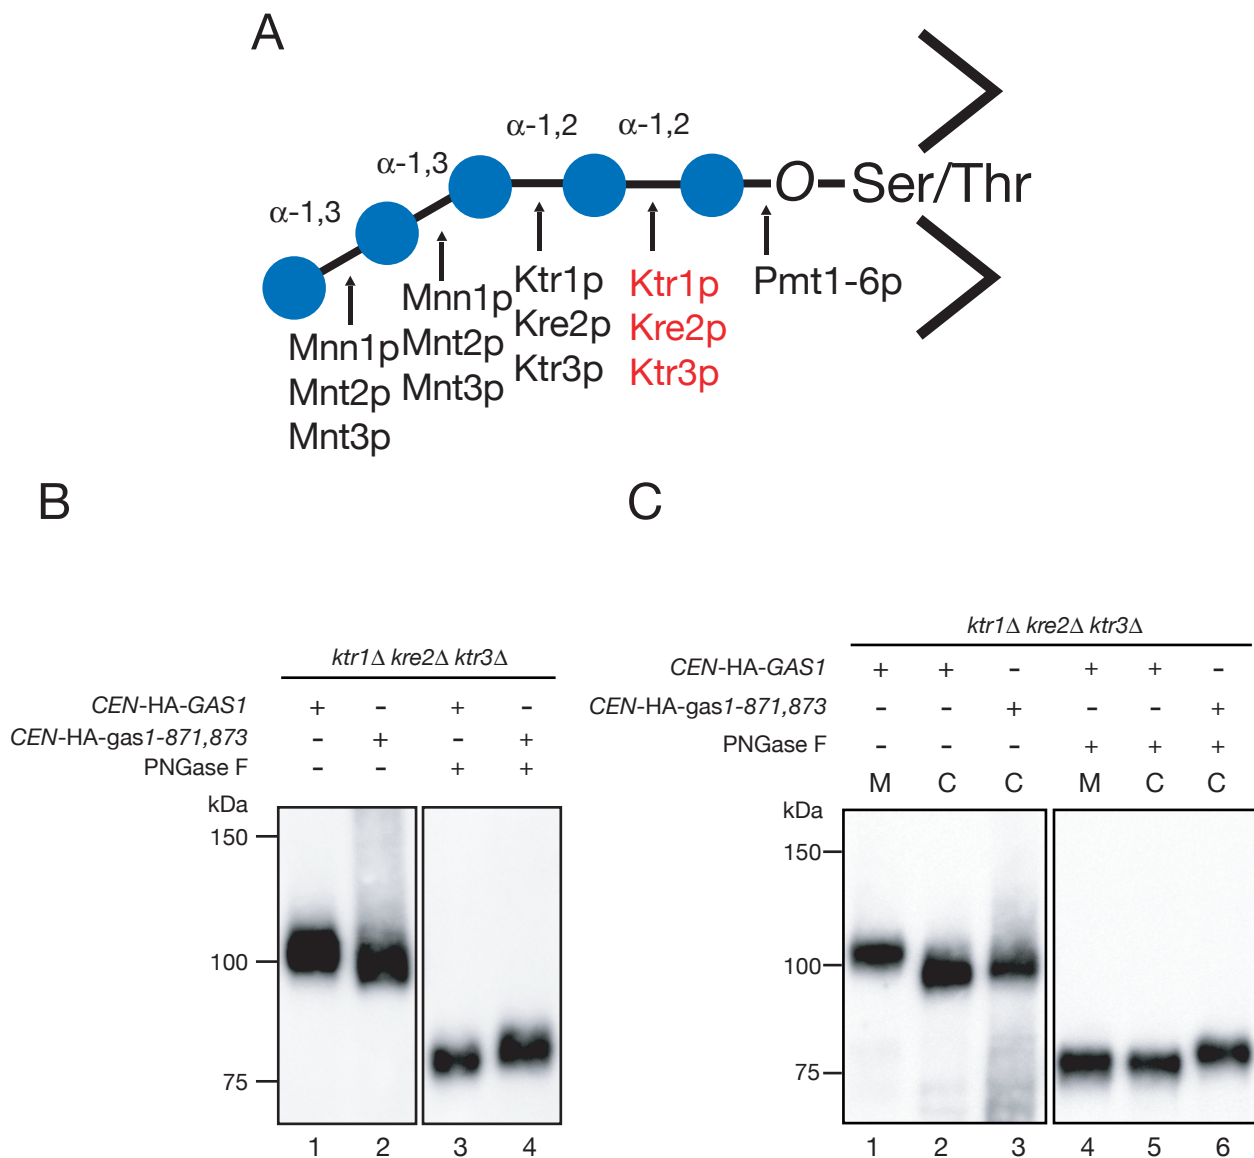 A
α-1,2 α-1,2
α-1,3
α-1,3
O Ser/Thr
Mnn1p Mnn1p Ktr1p Ktr1p Pmt1-6p
Mnt2p Mnt2p Kre2p Kre2p
Mnt3p Mnt3p Ktr3p Ktr3p
B
ktr1Δ kre2Δ ktr3Δ
CEN-HA-GAS1 + - + -
CEN-HA-gas1-871,873 - + - +
PNGase F - - + +
kDa
150
100
75
1 2 3 4
C
ktr1Δ kre2Δ ktr3Δ
CEN-HA-GAS1 + + - + + -
CEN-HA-gas1-871,873 - - + - - +
PNGase F - - - + + +
M C C M C C
kDa
150
100
75
1 2 3 4 5 6